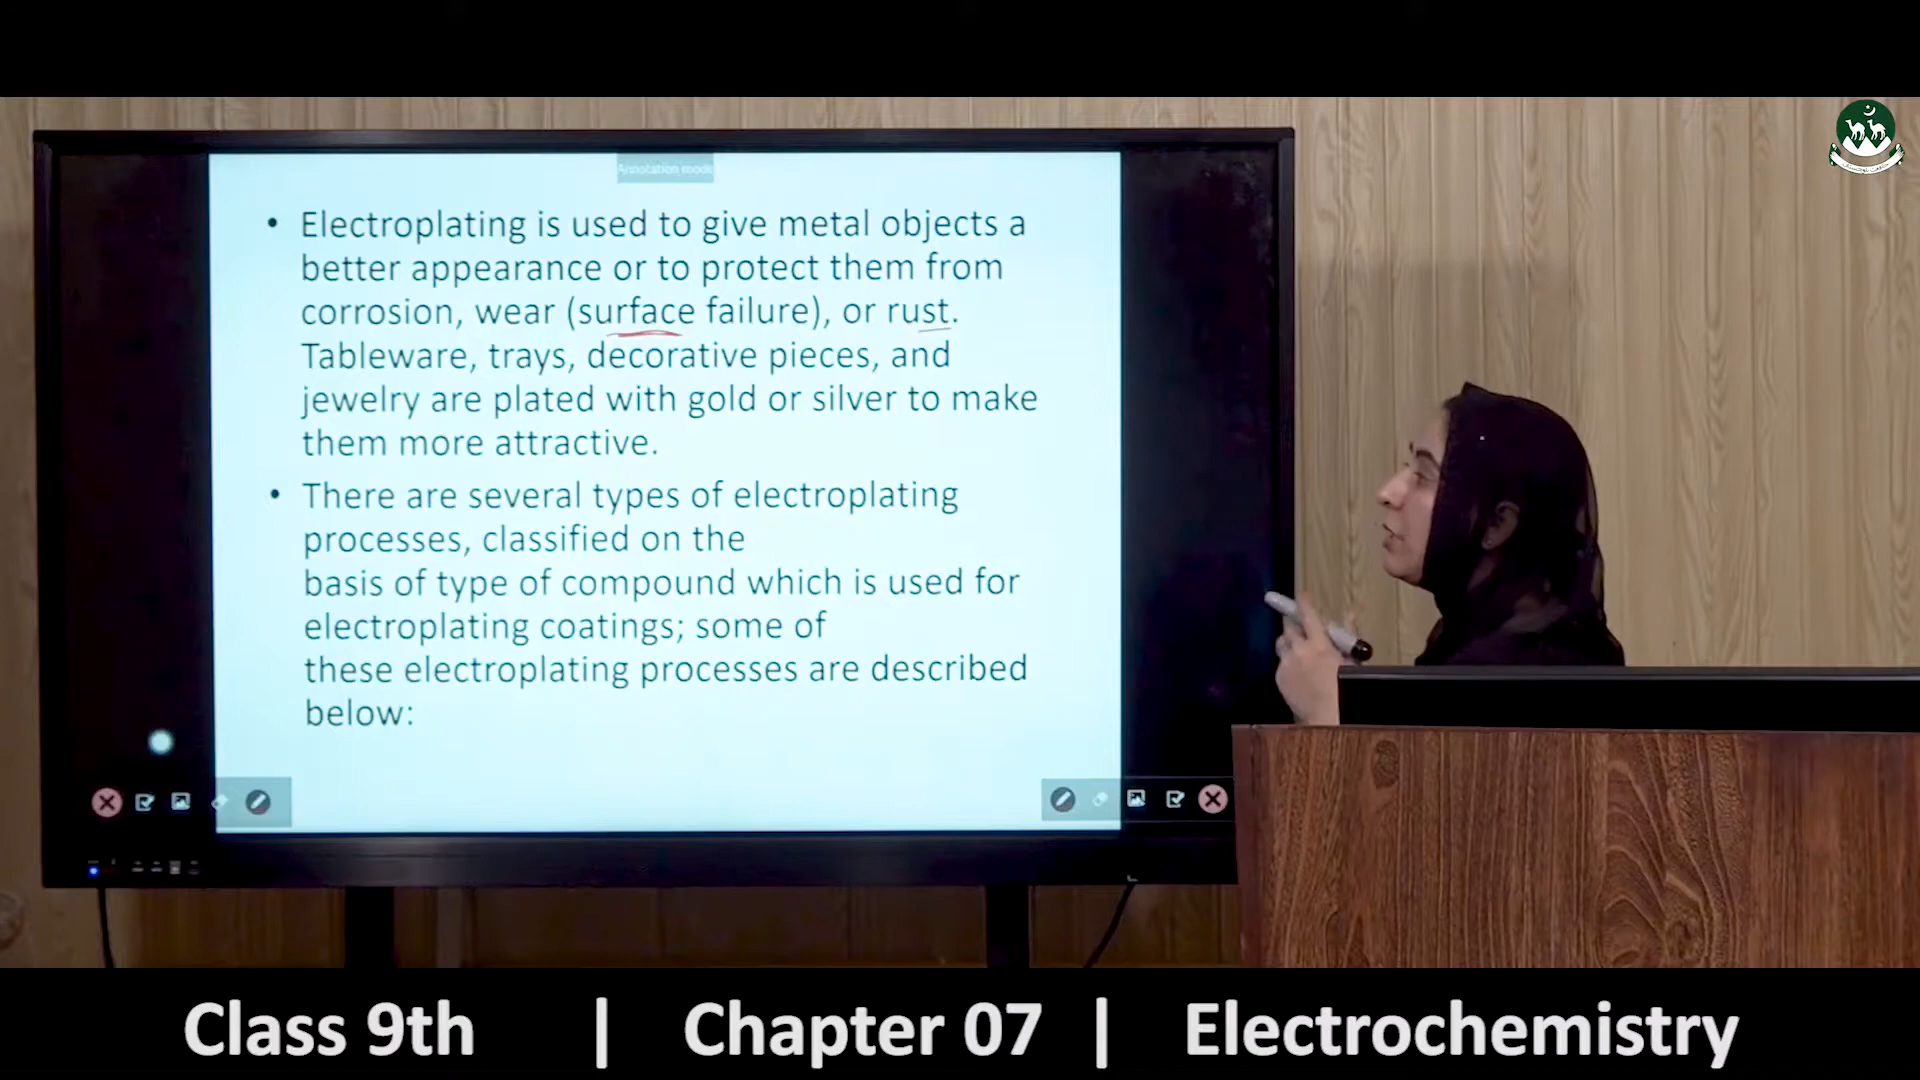 Annotation mode
• Electroplating is used to give metal objects a
better appearance or to protect them from
corrosion, wear (surface failure), or rust.
Tableware, trays, decorative pieces, and
jewelry are plated with gold or silver to make
them more attractive.
• There are several types of electroplating
processes, classified on the
basis of type of compound which is used for
electroplating coatings; some of
these electroplating processes are described
below:
Class 9th | Chapter 07 | Electrochemistry